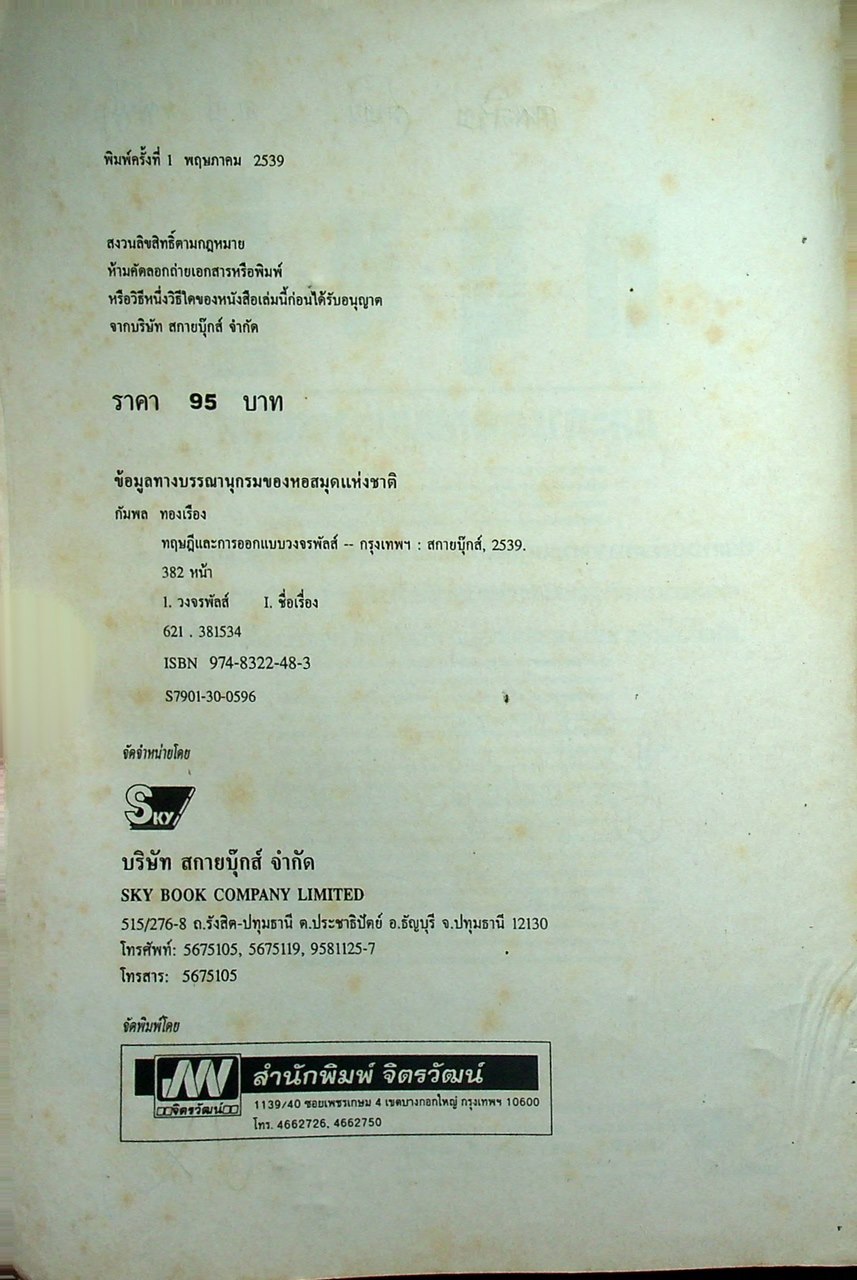 พิมพ์ครั้งที่ 1 พฤษภาคม 2539
สงวนลิขสิทธิ์ตามกฎหมาย
ห้ามคัดลอกถ่ายเอกสารหรือพิมพ์
หรือวิธีหนึ่งวิธีใดของหนังสือเล่มนี้ก่อนได้รับอนุญาต
จากบริษัท สกายบุ๊กส์ จำกัด
ราคา 95 บาท
ข้อมูลทางบรรณานุกรมของหอสมุดแห่งชาติ
กัมพล ทองเรือง
ทฤษฎีและการออกแบบวงจรพัลส์ -- กรุงเทพฯ : สกายบุ๊กส์, 2539.
382 หน้า
1. วงจรพัลส์ I. ชื่อเรื่อง
621 . 381534
ISBN 974-8322-48-3
S7901-30-0596
จัดจำหน่ายโดย
SKY
บริษัท สกายบุ๊กส์ จำกัด
SKY BOOK COMPANY LIMITED
515/276-8 ถ.รังสิต-ปทุมธานี ต.ประชาธิปัตย์ อ.ธัญบุรี จ.ปทุมธานี 12130
โทรศัพท์: 5675105, 5675119, 9581125-7
โทรสาร: 5675105
จัดพิมพ์โดย
สำนักพิมพ์ จิตรวัฒน์
จิตรวัฒน์
1139/40 ซอยเพชรเกษม 4 เขตบางกอกใหญ่ กรุงเทพฯ 10600
โทร. 4662726, 4662750